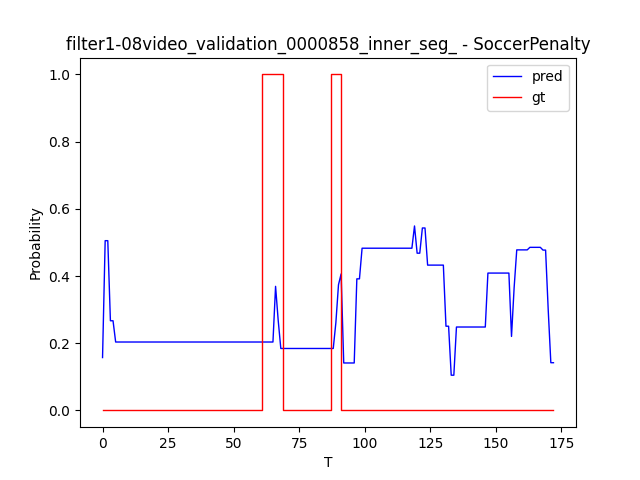 filter1-08video_validation_0000858_inner_seg_ - SoccerPenalty
pred
gt
1.0
0.8
0.6
0.4
0.2
0.0
Probability
0
25
50
75
100
125
150
175
T